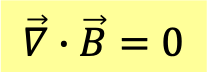 ∇⃗ · B⃗ = 0